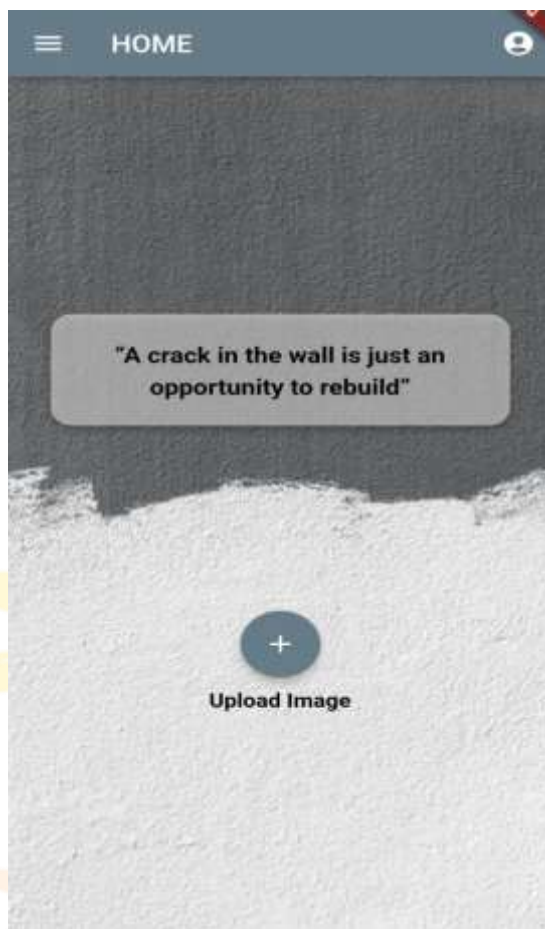 HOME
“A crack in the wall is just an
opportunity to rebuild”
Upload Image